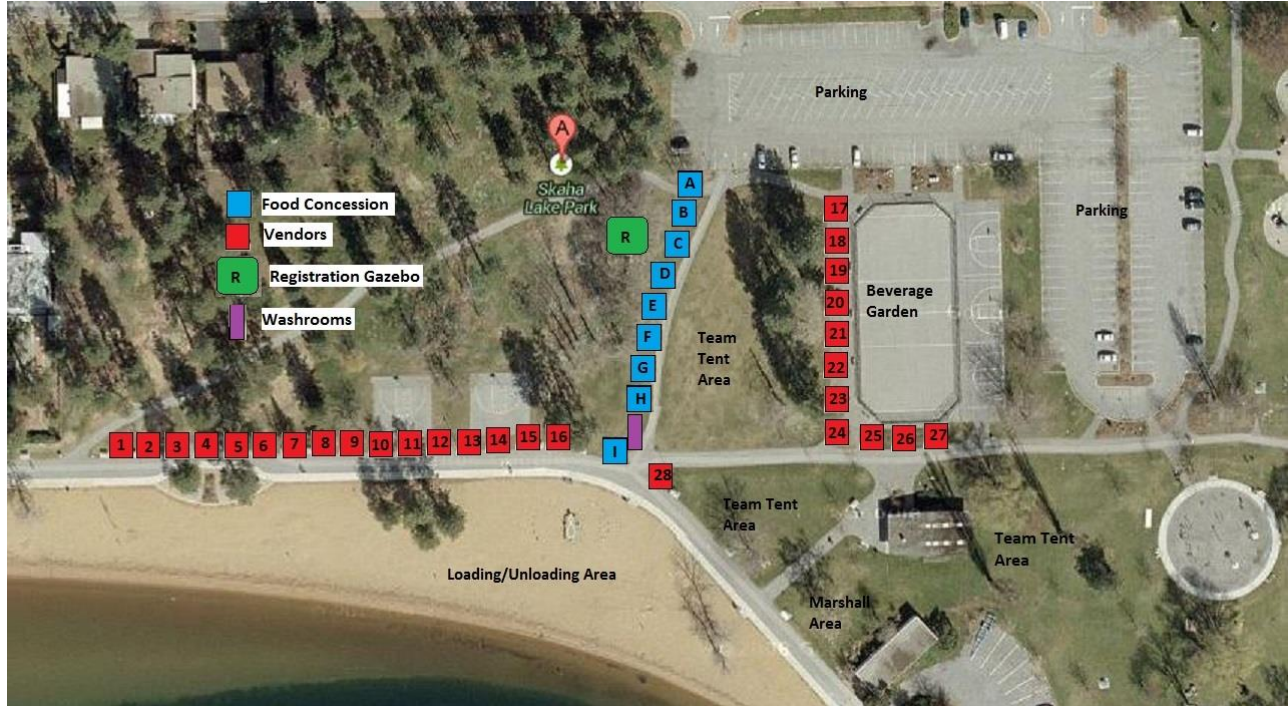 A
Skaha
Lake Park
Parking
Parking
Food Concession
Vendors
R
Registration Gazebo
Washrooms
R
A
B
C
D
E
F
G
H
I
17
18
19
20
21
22
23
24
25
26
27
28
Beverage
Garden
Team
Tent
Area
1
2
3
4
5
6
7
8
9
10
11
12
13
14
15
16
Team Tent
Area
Team Tent
Area
Loading/Unloading Area
Marshall
Area